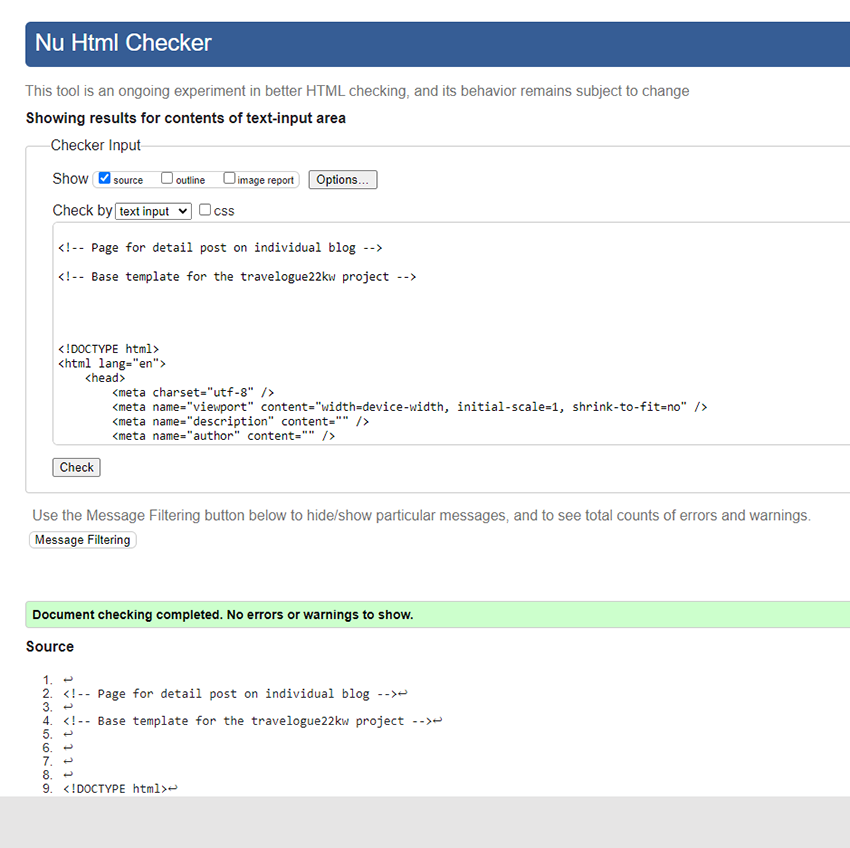 Nu Html Checker
This tool is an ongoing experiment in better HTML checking, and its behavior remains subject to change
Showing results for contents of text-input area
Checker Input
Show source outline image report Options...
Check by text input css
<!-- Page for detail post on individual blog -->
<!-- Base template for the travelogue22kw project -->
<!DOCTYPE html>
<html lang="en">
<head>
<meta charset="utf-8" />
<meta name="viewport" content="width=device-width, initial-scale=1, shrink-to-fit=no" />
<meta name="description" content="" />
<meta name="author" content="" />
Check
Use the Message Filtering button below to hide/show particular messages, and to see total counts of errors and warnings.
Message Filtering
Document checking completed. No errors or warnings to show.
Source
1. ↩
2. <!-- Page for detail post on individual blog -->↩
3. ↩
4. <!-- Base template for the travelogue22kw project -->↩
5. ↩
6. ↩
7. ↩
8. ↩
9. <!DOCTYPE html>↩